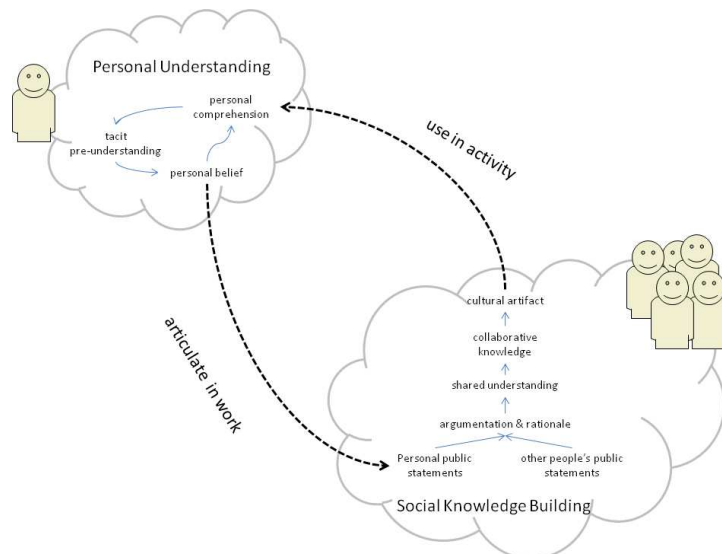 Personal Understanding
personal
comprehension
tacit
pre-understanding
personal belief
use in activity
articulate in work
cultural artifact
collaborative
knowledge
shared understanding
argumentation & rationale
Personal public
statements
other people's public
statements
Social Knowledge Building